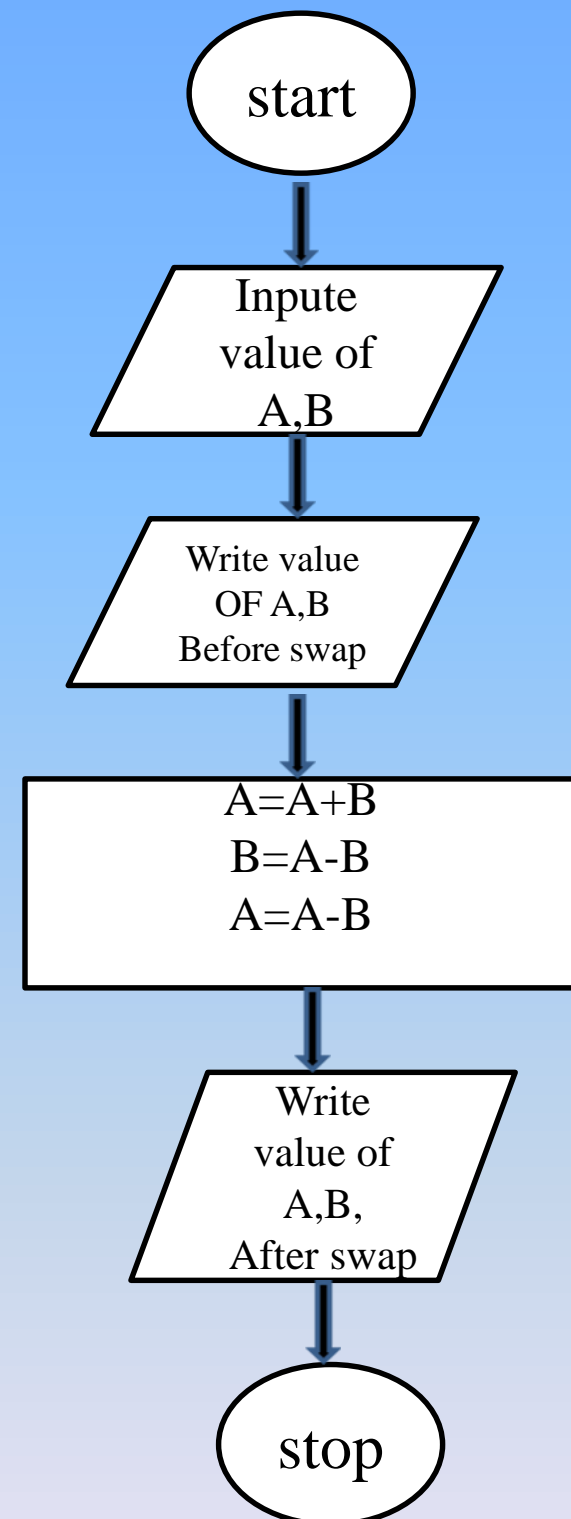 start
Inpute
value of
A,B
Write value
OF A,B
Before swap
A=A+B
B=A-B
A=A-B
Write
value of
A,B,
After swap
stop